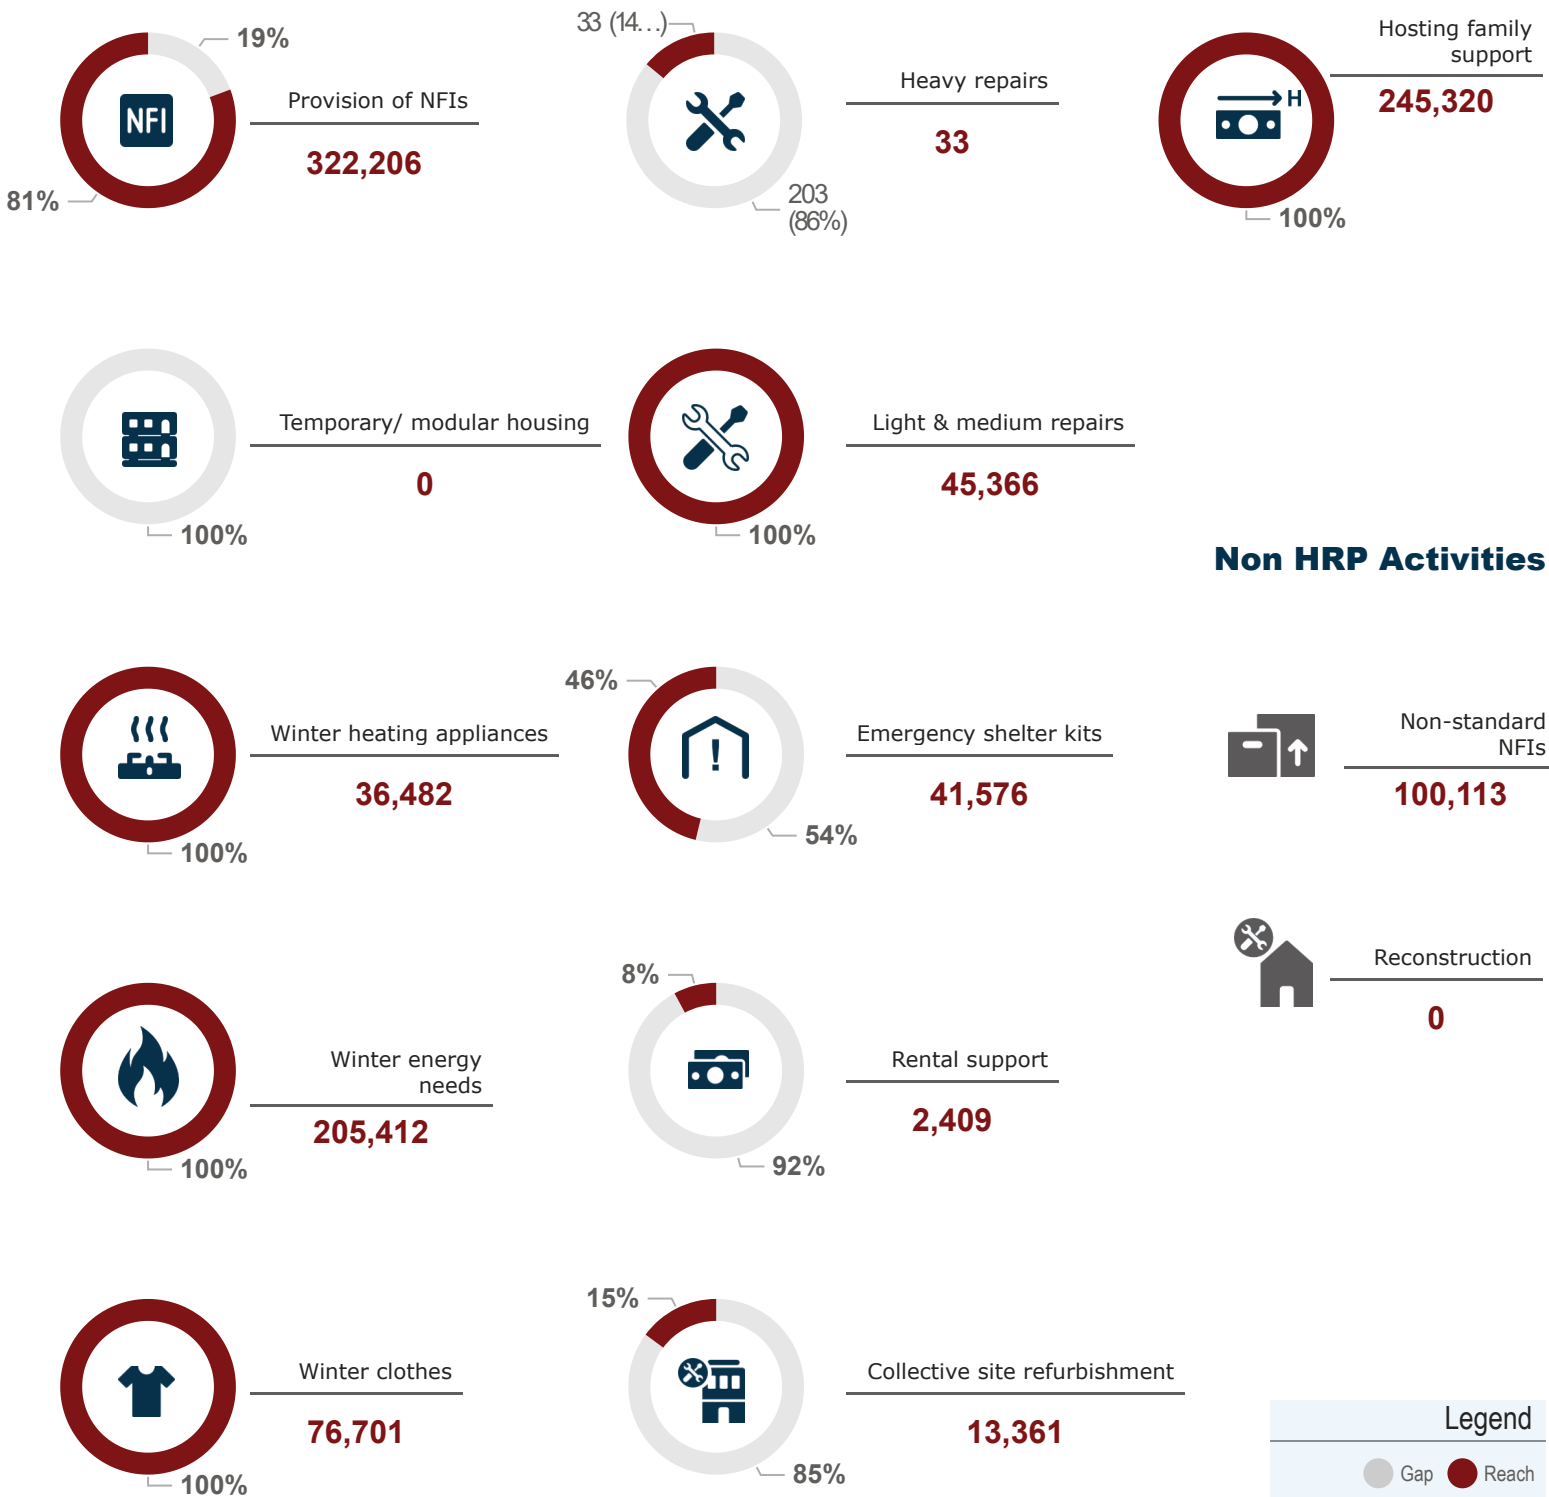 19%
NFI
Provision of NFIs
322,206
81%
33 (14...)
Heavy repairs
33
203
(86%)
Hosting family
support
H
245,320
100%
Temporary/ modular housing
0
100%
Light & medium repairs
45,366
100%
Non HRP Activities
Winter heating appliances
36,482
100%
46%
!
Emergency shelter kits
41,576
54%
Non-standard
NFIs
100,113
Winter energy
needs
205,412
100%
8%
Rental support
2,409
92%
Reconstruction
0
Winter clothes
76,701
100%
15%
Collective site refurbishment
13,361
85%
Legend
Gap Reach